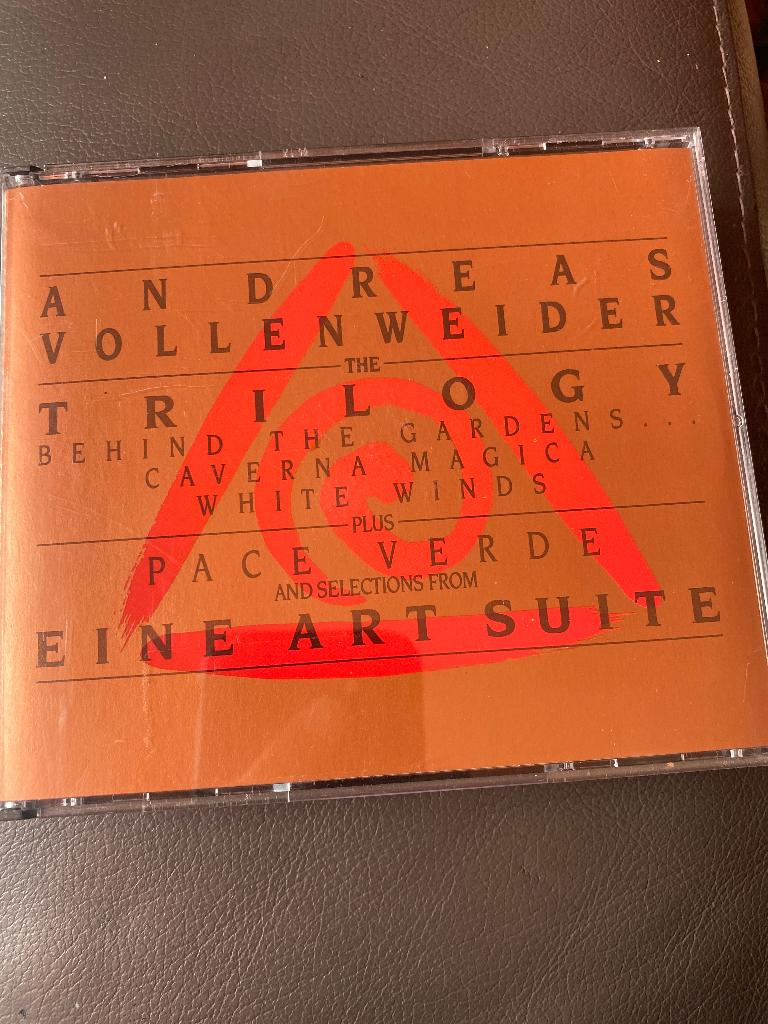 ANDREAS
VOLLENWEIDER
THE
TRILOGY
BEHIND THE GARDENS...
CAVERNA MAGICA
WHITE WINDS
PLUS
PACE VERDE
AND SELECTIONS FROM
EINE ART SUITE